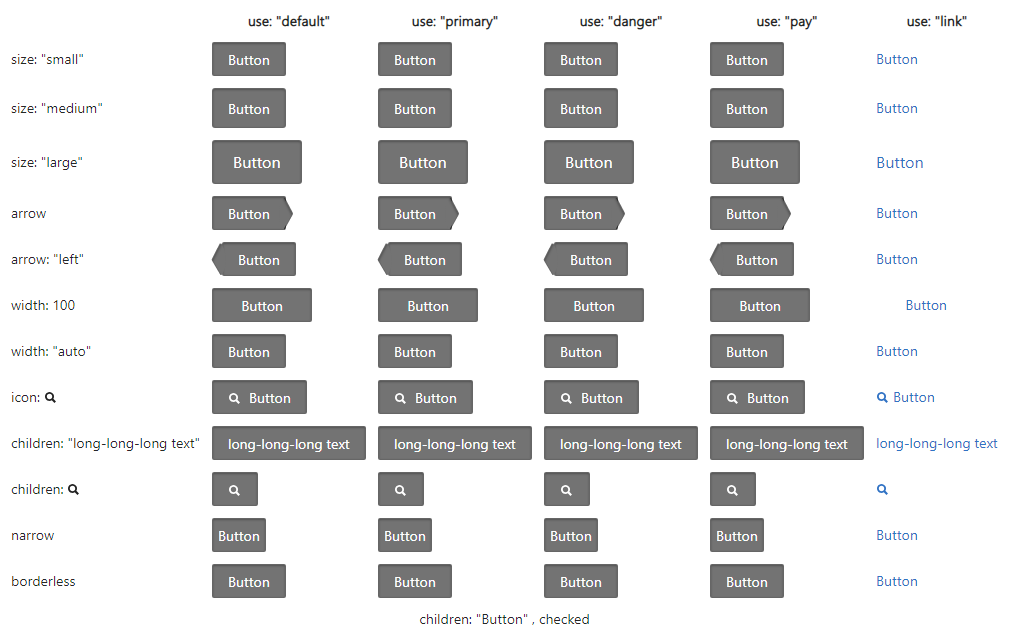 use: "default" use: "primary" use: "danger" use: "pay" use: "link"
size: "small" Button Button Button Button Button
size: "medium" Button Button Button Button Button
size: "large" Button Button Button Button Button
arrow Button Button Button Button Button
arrow: "left" Button Button Button Button Button
width: 100 Button Button Button Button Button
width: "auto" Button Button Button Button Button
icon: Button Button Button Button Button
children: "long-long-long text" long-long-long text long-long-long text long-long-long text long-long-long text long-long-long text
children:
narrow Button Button Button Button Button
borderless Button Button Button Button Button
children: "Button" , checked